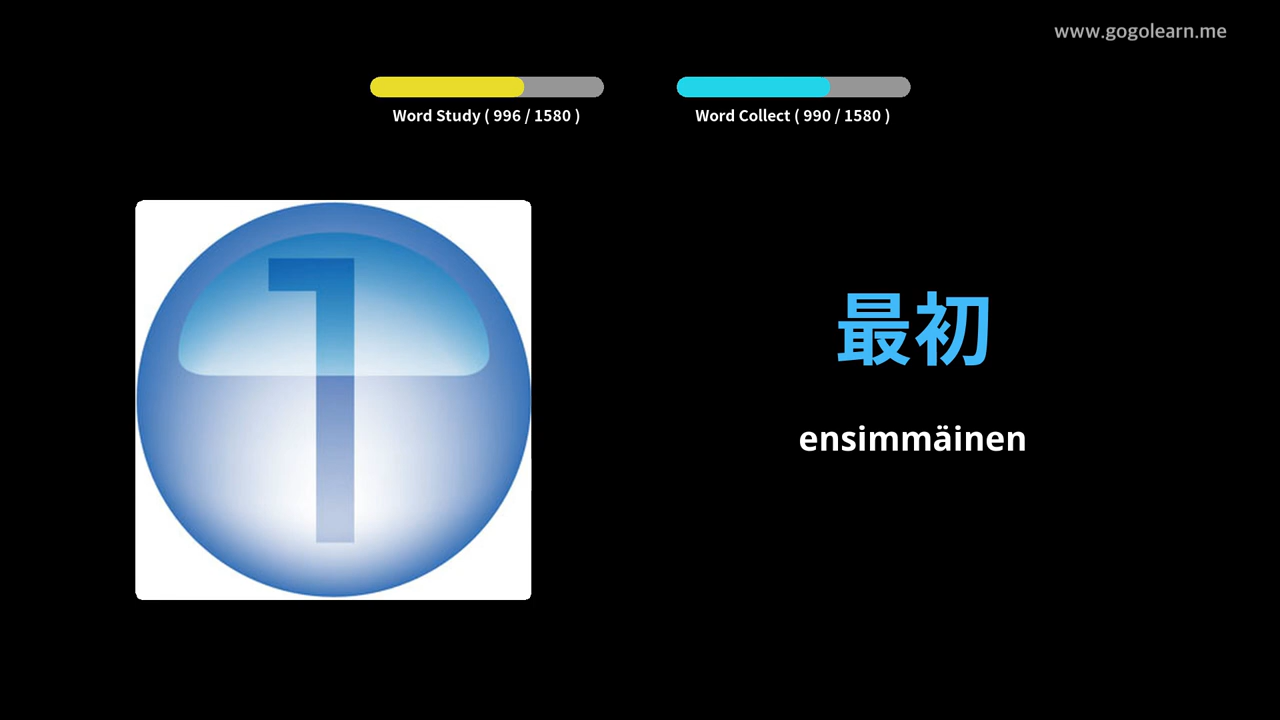 www.gogolearn.me
Word Study ( 996 / 1580 )
Word Collect ( 990 / 1580 )
1
最初
ensimmäinen